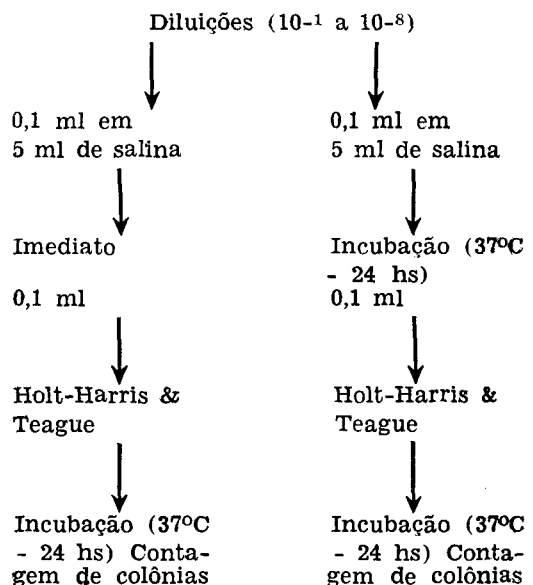 Diluições (10-¹ a 10-⁸)
0,1 ml em
5 ml de salina
Imediato
0,1 ml
Holt-Harris &
Teague
Incubação (37ºC
- 24 hs) Conta-
gem de colônias
0,1 ml em
5 ml de salina
Incubação (37ºC
- 24 hs)
0,1 ml
Holt-Harris &
Teague
Incubação (37ºC
- 24 hs) Conta-
gem de colônias